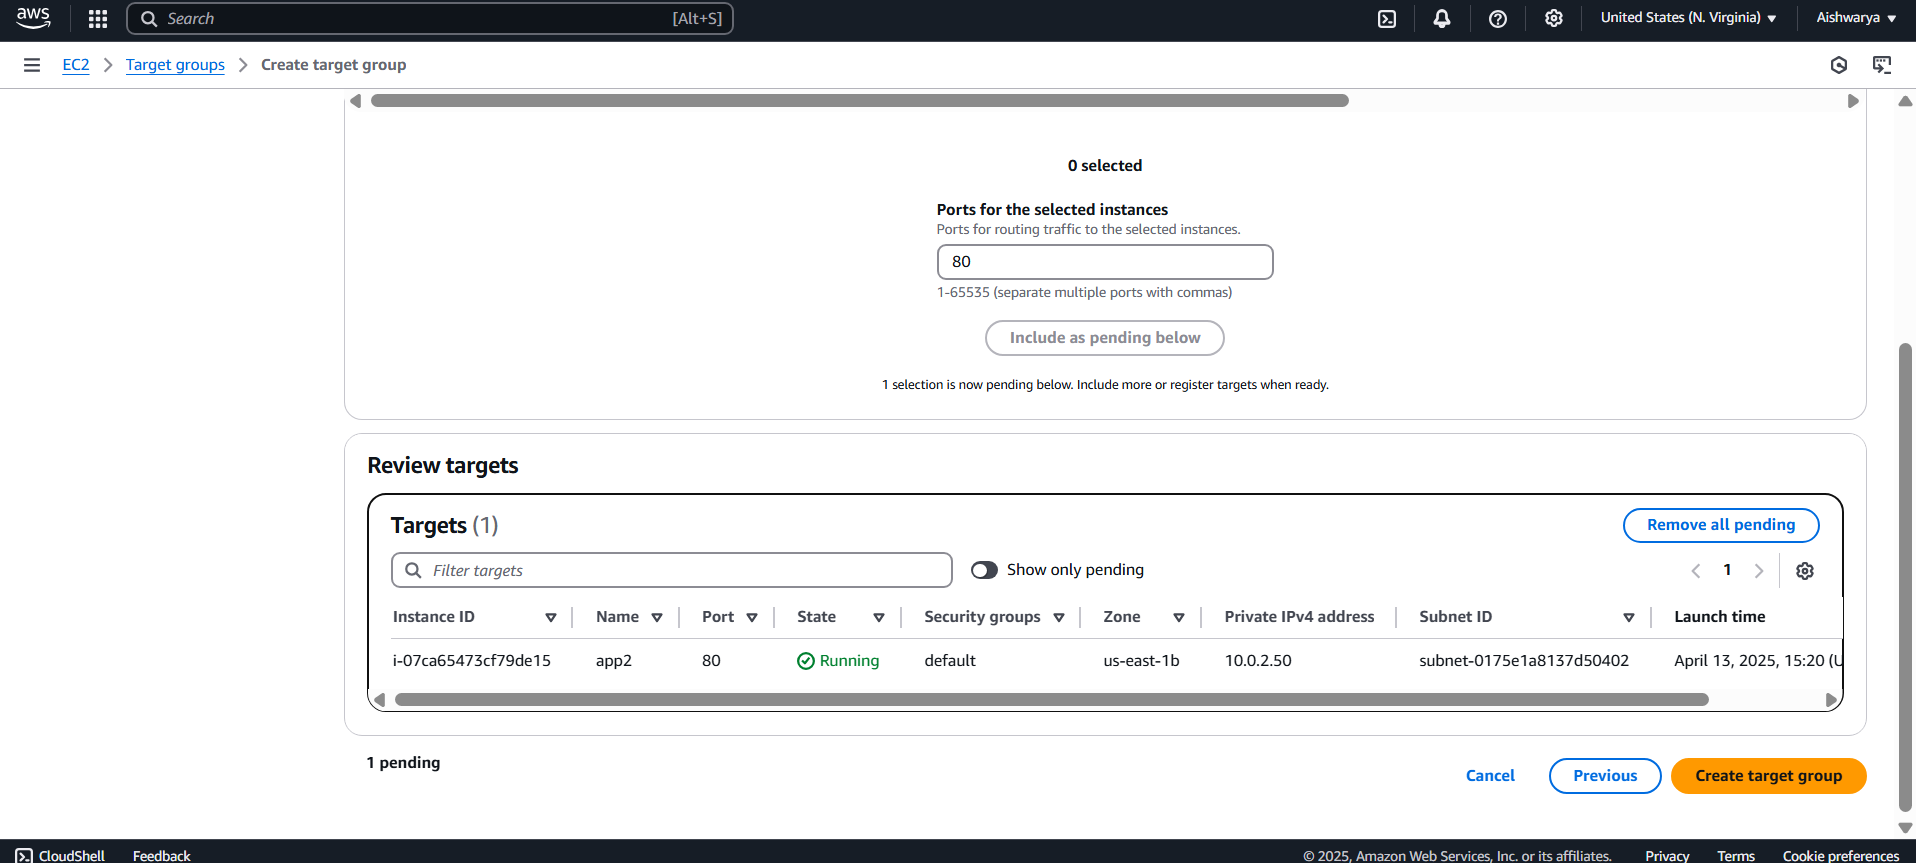 aws
Search [Alt+S] United States (N. Virginia) Aishwarya
EC2 Target groups Create target group
0 selected
Ports for the selected instances
Ports for routing traffic to the selected instances.
80
1-65535 (separate multiple ports with commas)
Include as pending below
1 selection is now pending below. Include more or register targets when ready.
Review targets
Targets (1) Remove all pending
Filter targets Show only pending 1
Instance ID Name Port State Security groups Zone Private IPv4 address Subnet ID Launch time
i-07ca65473cf79de15 app2 80 Running default us-east-1b 10.0.2.50 subnet-0175e1a8137d50402 April 13, 2025, 15:20 (U
1 pending
Cancel Previous Create target group
CloudShell Feedback © 2025, Amazon Web Services, Inc. or its affiliates. Privacy Terms Cookie preferences